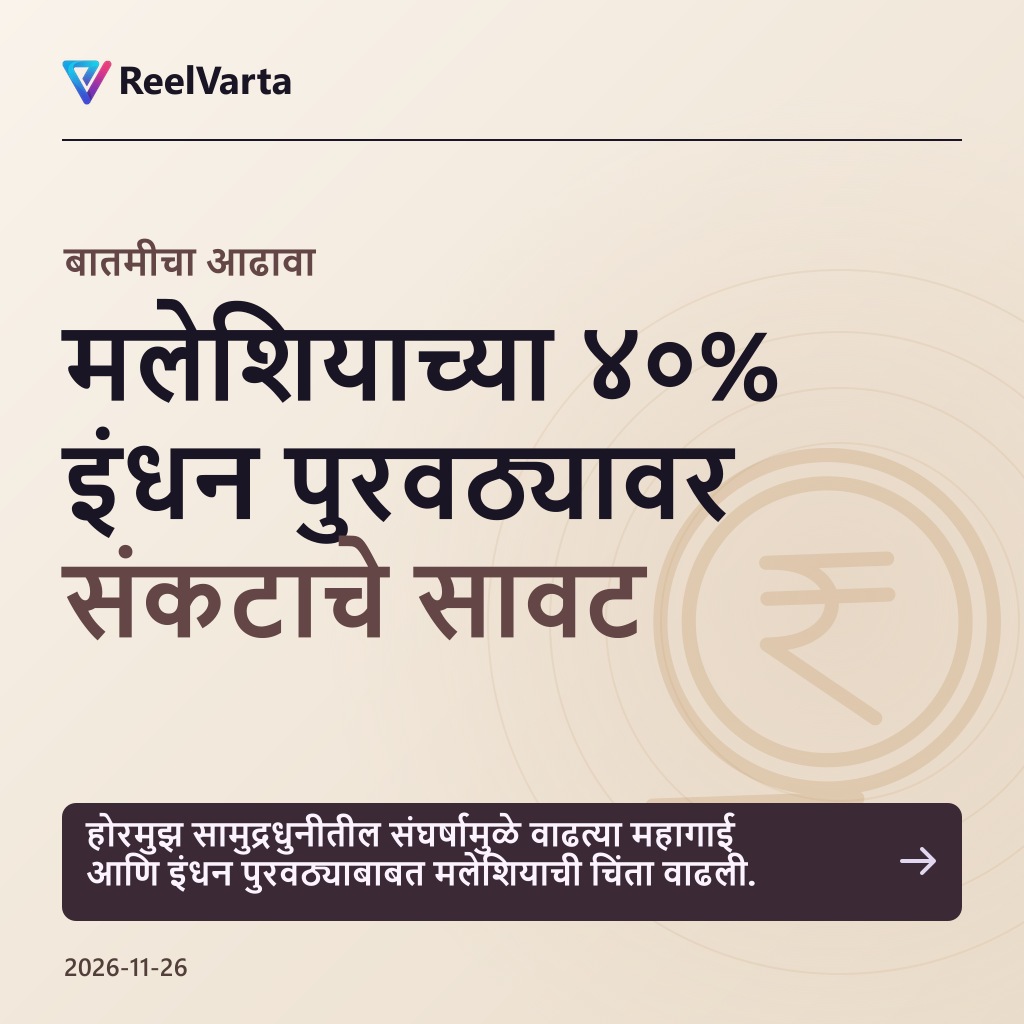 ReelVarta
बातमीचा आढावा
मलेशियाच्या ४०%
इंधन पुरवठ्यावर
संकटाचे सावट
होरमुझ सामुद्रधुनीतील संघर्षामुळे वाढत्या महागाई
आणि इंधन पुरवठ्याबाबत मलेशियाची चिंता वाढली.
2026-11-26